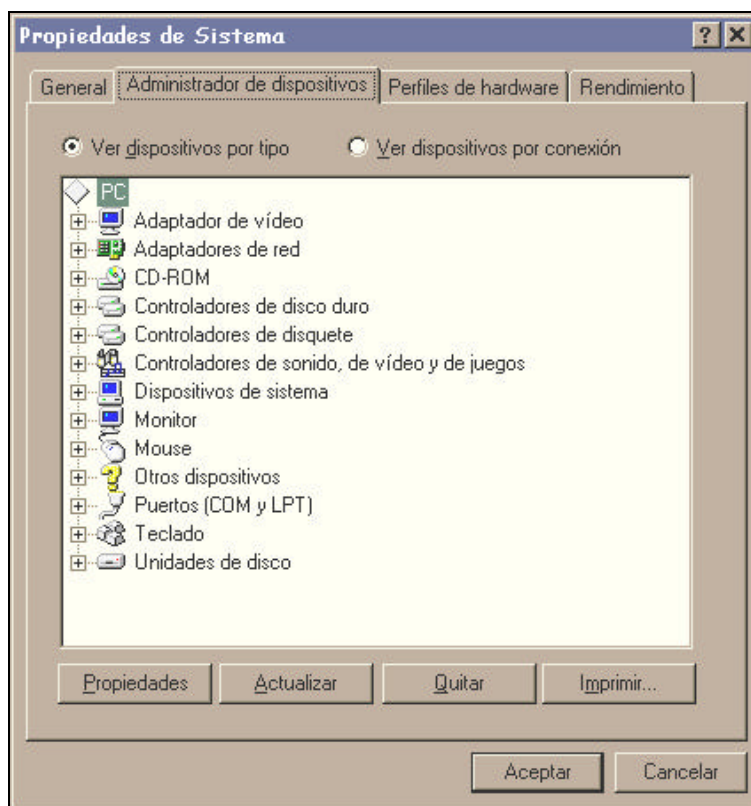 Propiedades de Sistema
General Administrador de dispositivos Perfiles de hardware Rendimiento
Ver dispositivos por tipo Ver dispositivos por conexión
PC
Adaptador de vídeo
Adaptadores de red
CD-ROM
Controladores de disco duro
Controladores de disquete
Controladores de sonido, de vídeo y de juegos
Dispositivos de sistema
Monitor
Mouse
Otros dispositivos
Puertos (COM y LPT)
Teclado
Unidades de disco
Propiedades Actualizar Quitar Imprimir...
Aceptar Cancelar